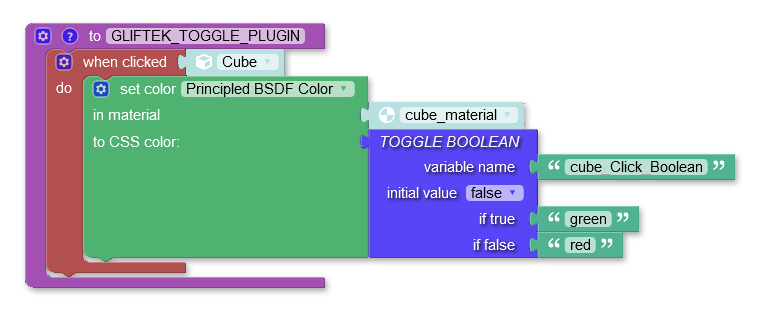 ? to GLIFTEK_TOGGLE_PLUGIN
when clicked Cube
do set color Principled BSDF Color
in material cube_material
to CSS color: TOGGLE BOOLEAN
variable name “ cube_Click_Boolean ”
initial value false
if true “ green ”
if false “ red ”